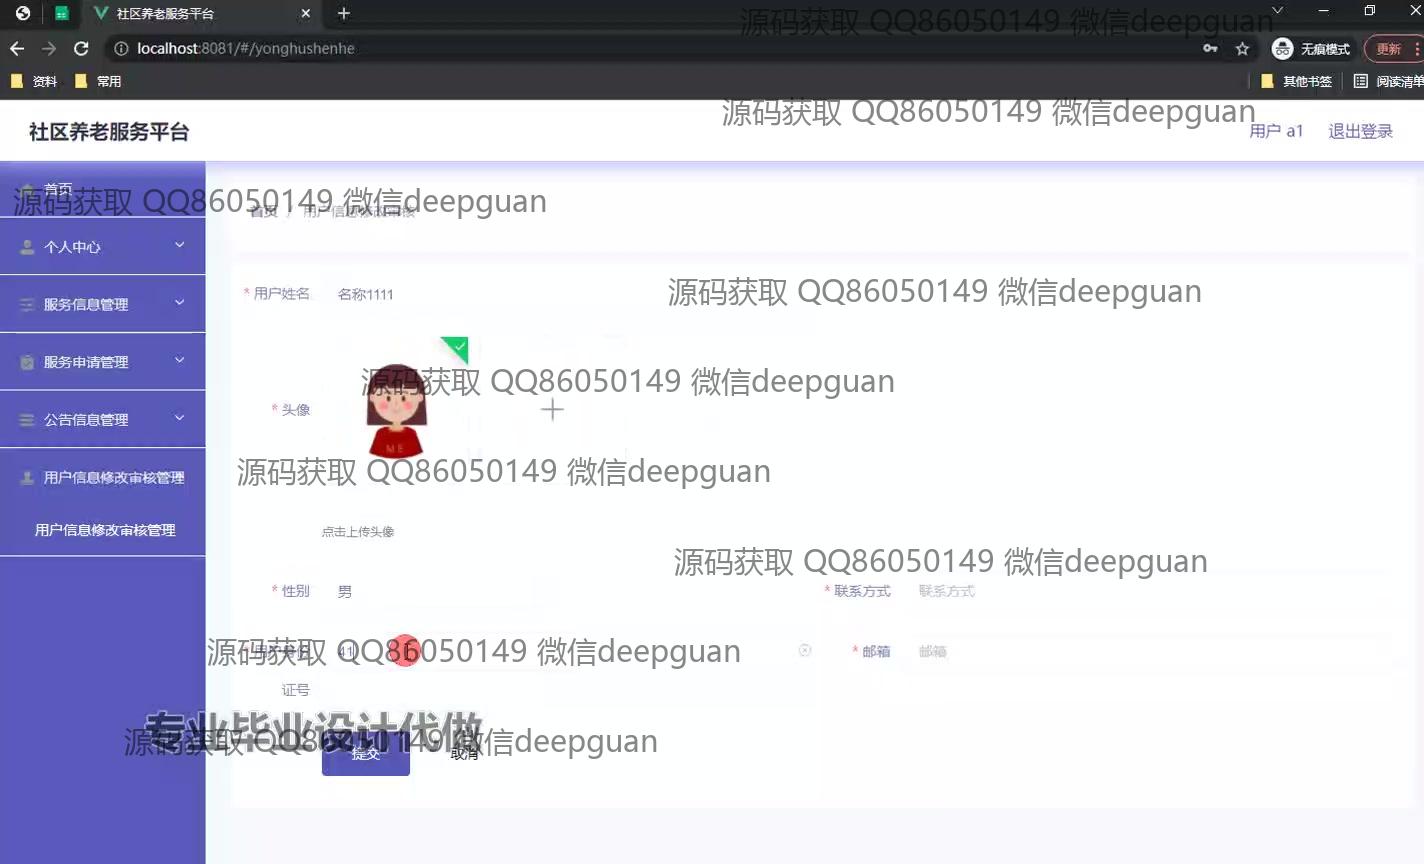 社区养老服务平台
源码获取 QQ86050149 微信deepguan
localhost:8081/#/yonghushenhe
无痕模式
更新
资料
常用
其他书签
阅读清单
社区养老服务平台
源码获取 QQ86050149 微信deepguan
用户 a1
退出登录
首页
源码获取 QQ86050149 微信deepguan
首页 / 用户信息修改审核
个人中心
服务信息管理
服务申请管理
公告信息管理
用户信息修改审核管理
用户信息修改审核管理
* 用户姓名
名称1111
源码获取 QQ86050149 微信deepguan
* 头像
ME
源码获取 QQ86050149 微信deepguan
源码获取 QQ86050149 微信deepguan
点击上传头像
源码获取 QQ86050149 微信deepguan
* 性别
男
* 联系方式
联系方式
源码获取 QQ86050149 微信deepguan
用户身份
证号
41
* 邮箱
邮箱
专业毕业设计代做
源码获取 QQ86050149 微信deepguan
提交
取消